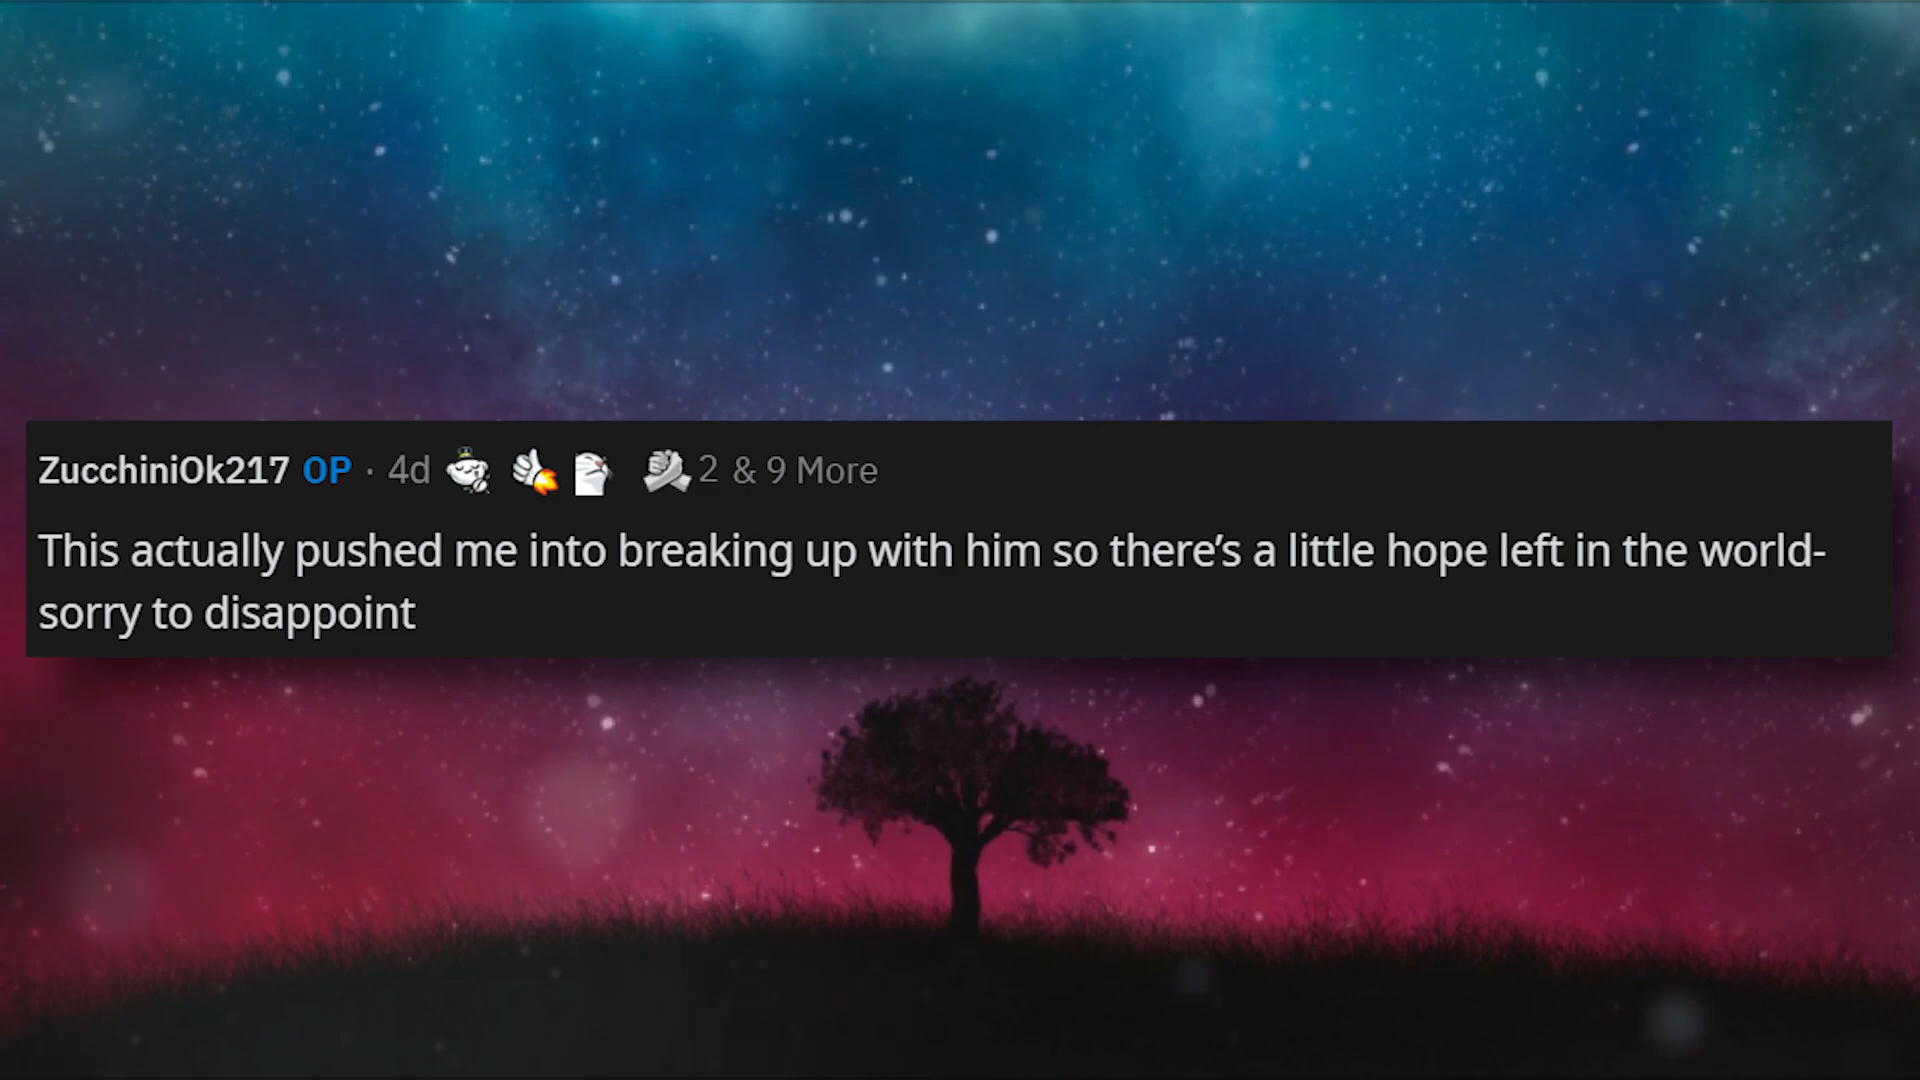 ZucchiniOk217 OP · 4d 2 & 9 More
This actually pushed me into breaking up with him so there’s a little hope left in the world-
sorry to disappoint